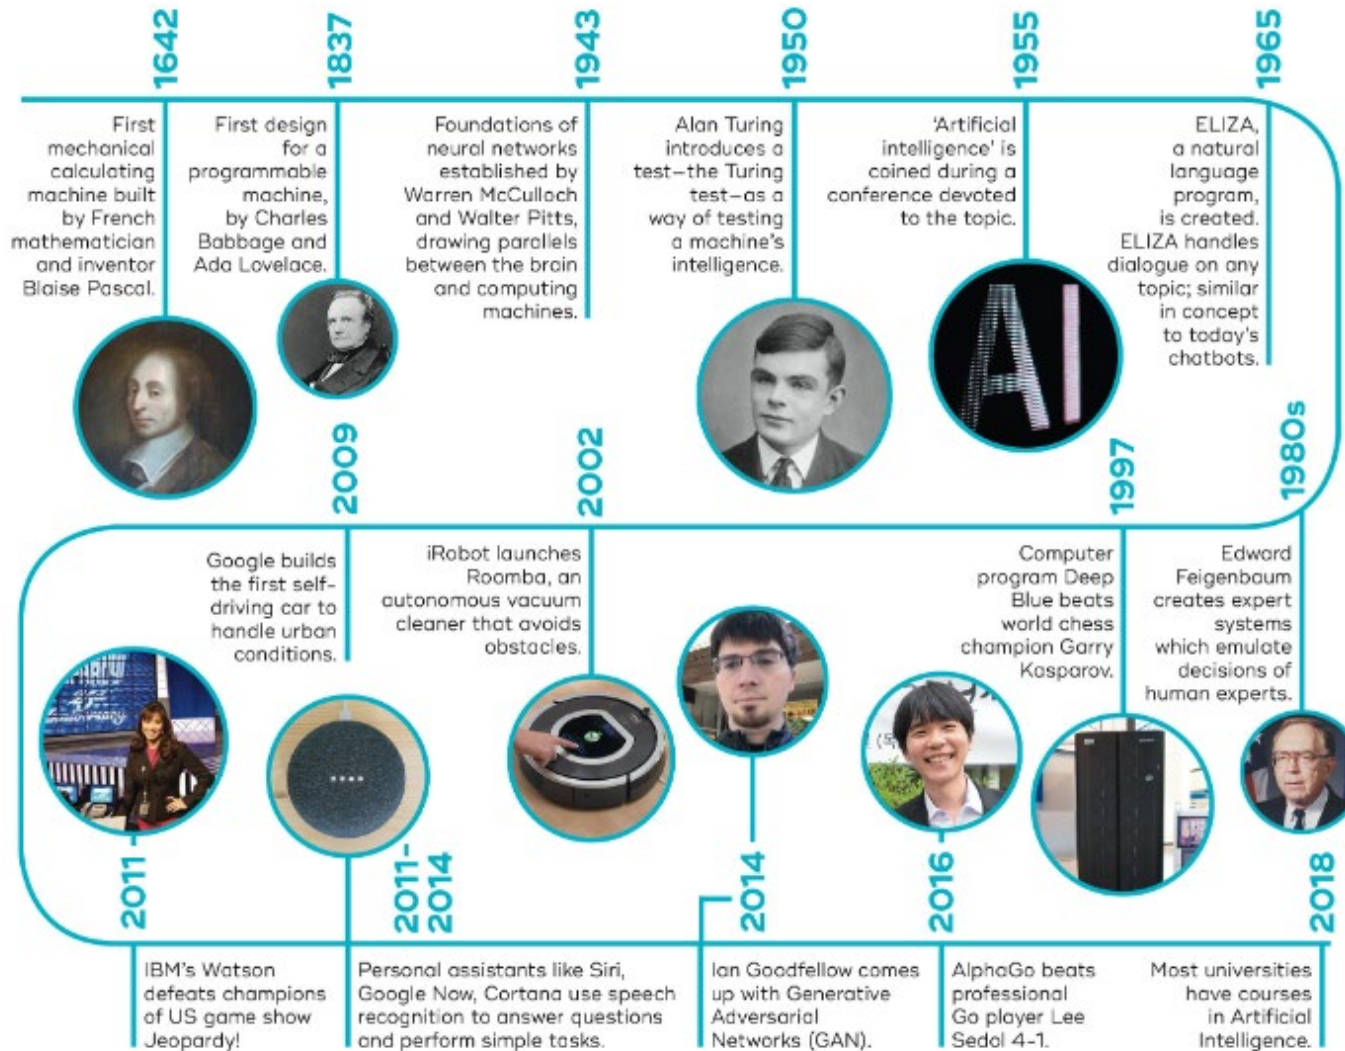 1642
First
mechanical
calculating
machine built
by French
mathematician
and inventor
Blaise Pascal.
1837
First design
for a
programmable
machine,
by Charles
Babbage and
Ada Lovelace.
1943
Foundations of
neural networks
established by
Warren McCulloch
and Walter Pitts,
drawing parallels
between the brain
and computing
machines.
1950
Alan Turing
introduces a
test—the Turing
test—as a
way of testing
a machine's
intelligence.
1955
'Artificial
intelligence' is
coined during a
conference devoted
to the topic.
AI
1965
ELIZA,
a natural
language
program,
is created.
ELIZA handles
dialogue on any
topic; similar
in concept
to today's
chatbots.
1980s
Edward
Feigenbaum
creates expert
systems
which emulate
decisions of
human experts.
1997
Computer
program Deep
Blue beats
world chess
champion Garry
Kasparov.
2002
iRobot launches
Roomba, an
autonomous vacuum
cleaner that avoids
obstacles.
2009
Google builds
the first self-
driving car to
handle urban
conditions.
2011
IBM's Watson
defeats champions
of US game show
Jeopardy!
2011-
2014
Personal assistants like Siri,
Google Now, Cortana use speech
recognition to answer questions
and perform simple tasks.
2014
Ian Goodfellow comes
up with Generative
Adversarial
Networks (GAN).
2016
AlphaGo beats
professional
Go player Lee
Sedol 4-1.
2018
Most universities
have courses
in Artificial
Intelligence.